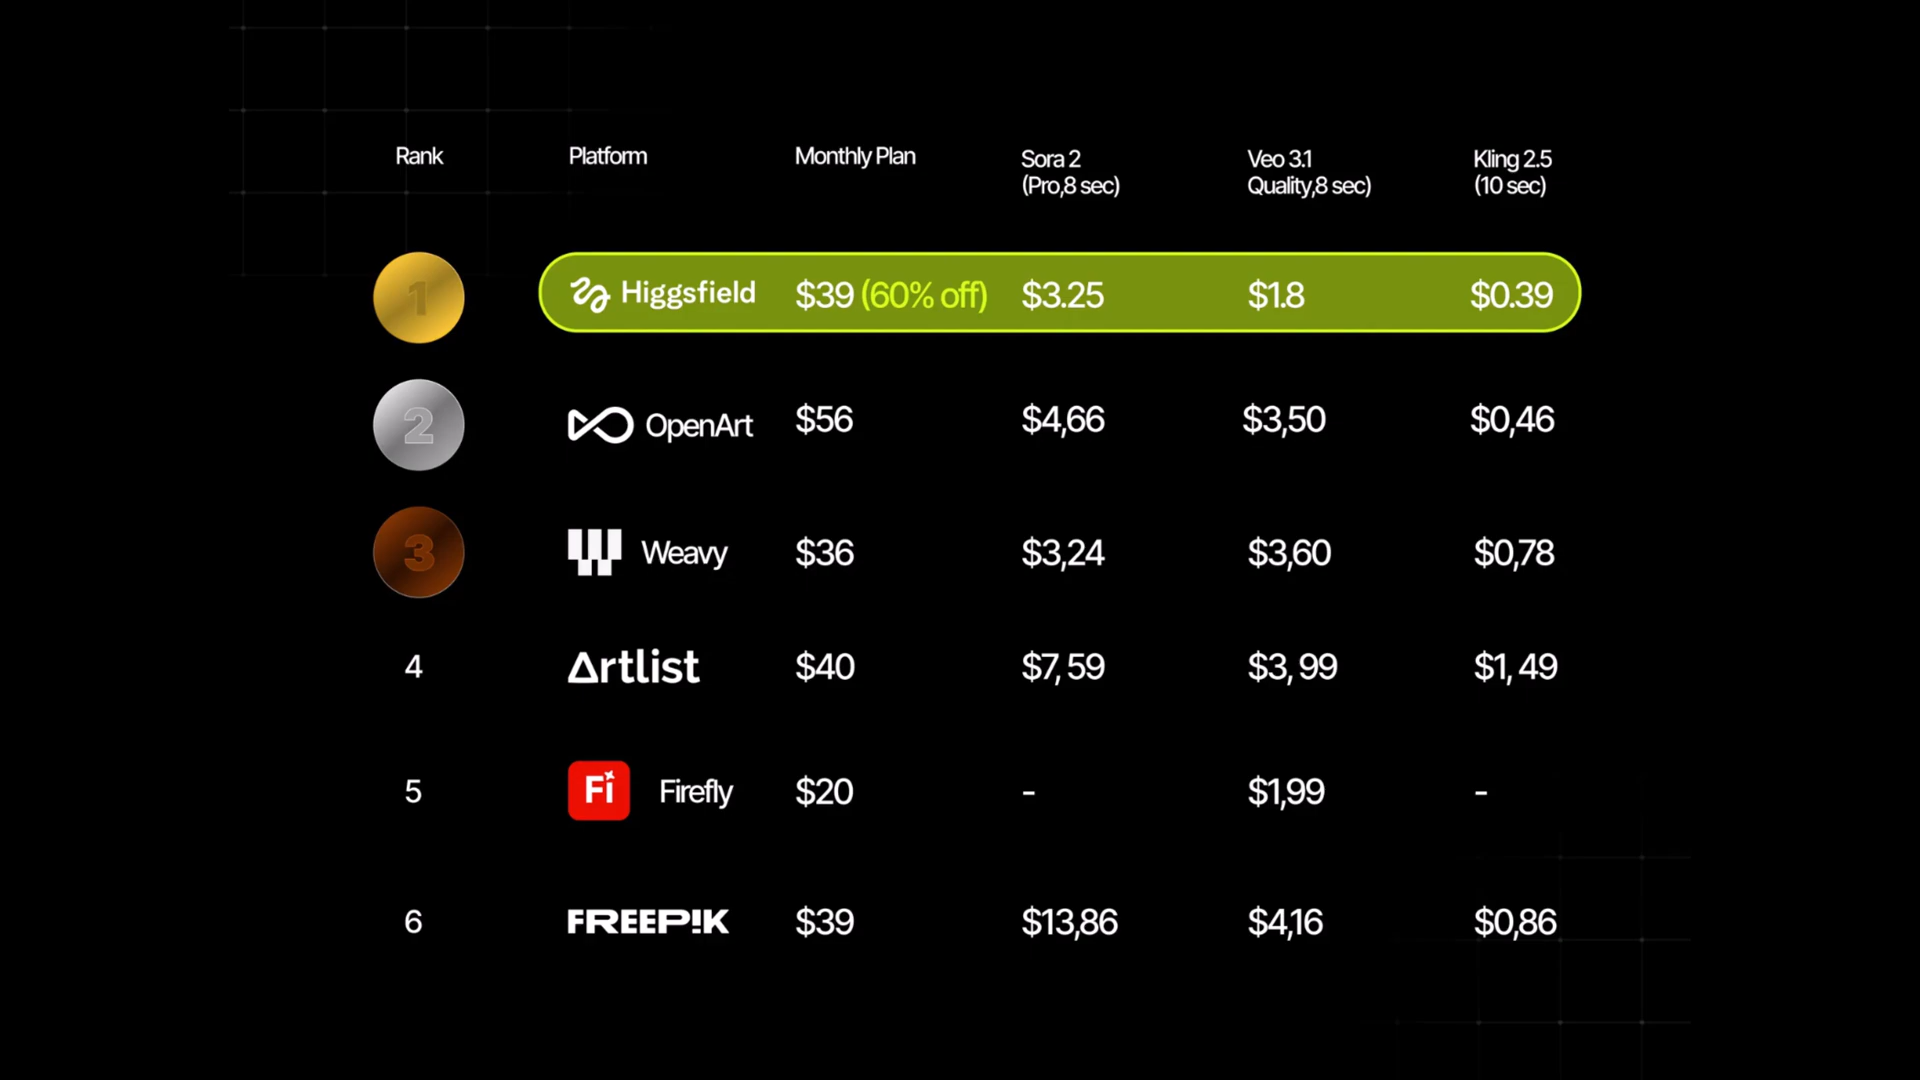 Rank Platform Monthly Plan Sora 2 Veo 3.1 Kling 2.5
(Pro,8 sec) Quality,8 sec) (10 sec)
1 Higgsfield $39 (60% off) $3.25 $1.8 $0.39
2 OpenArt $56 $4,66 $3,50 $0,46
3 Weavy $36 $3,24 $3,60 $0,78
4 Artlist $40 $7, 59 $3, 99 $1, 49
5 Fi Firefly $20 - $1,99 -
6 FREEP!K $39 $13,86 $4,16 $0,86